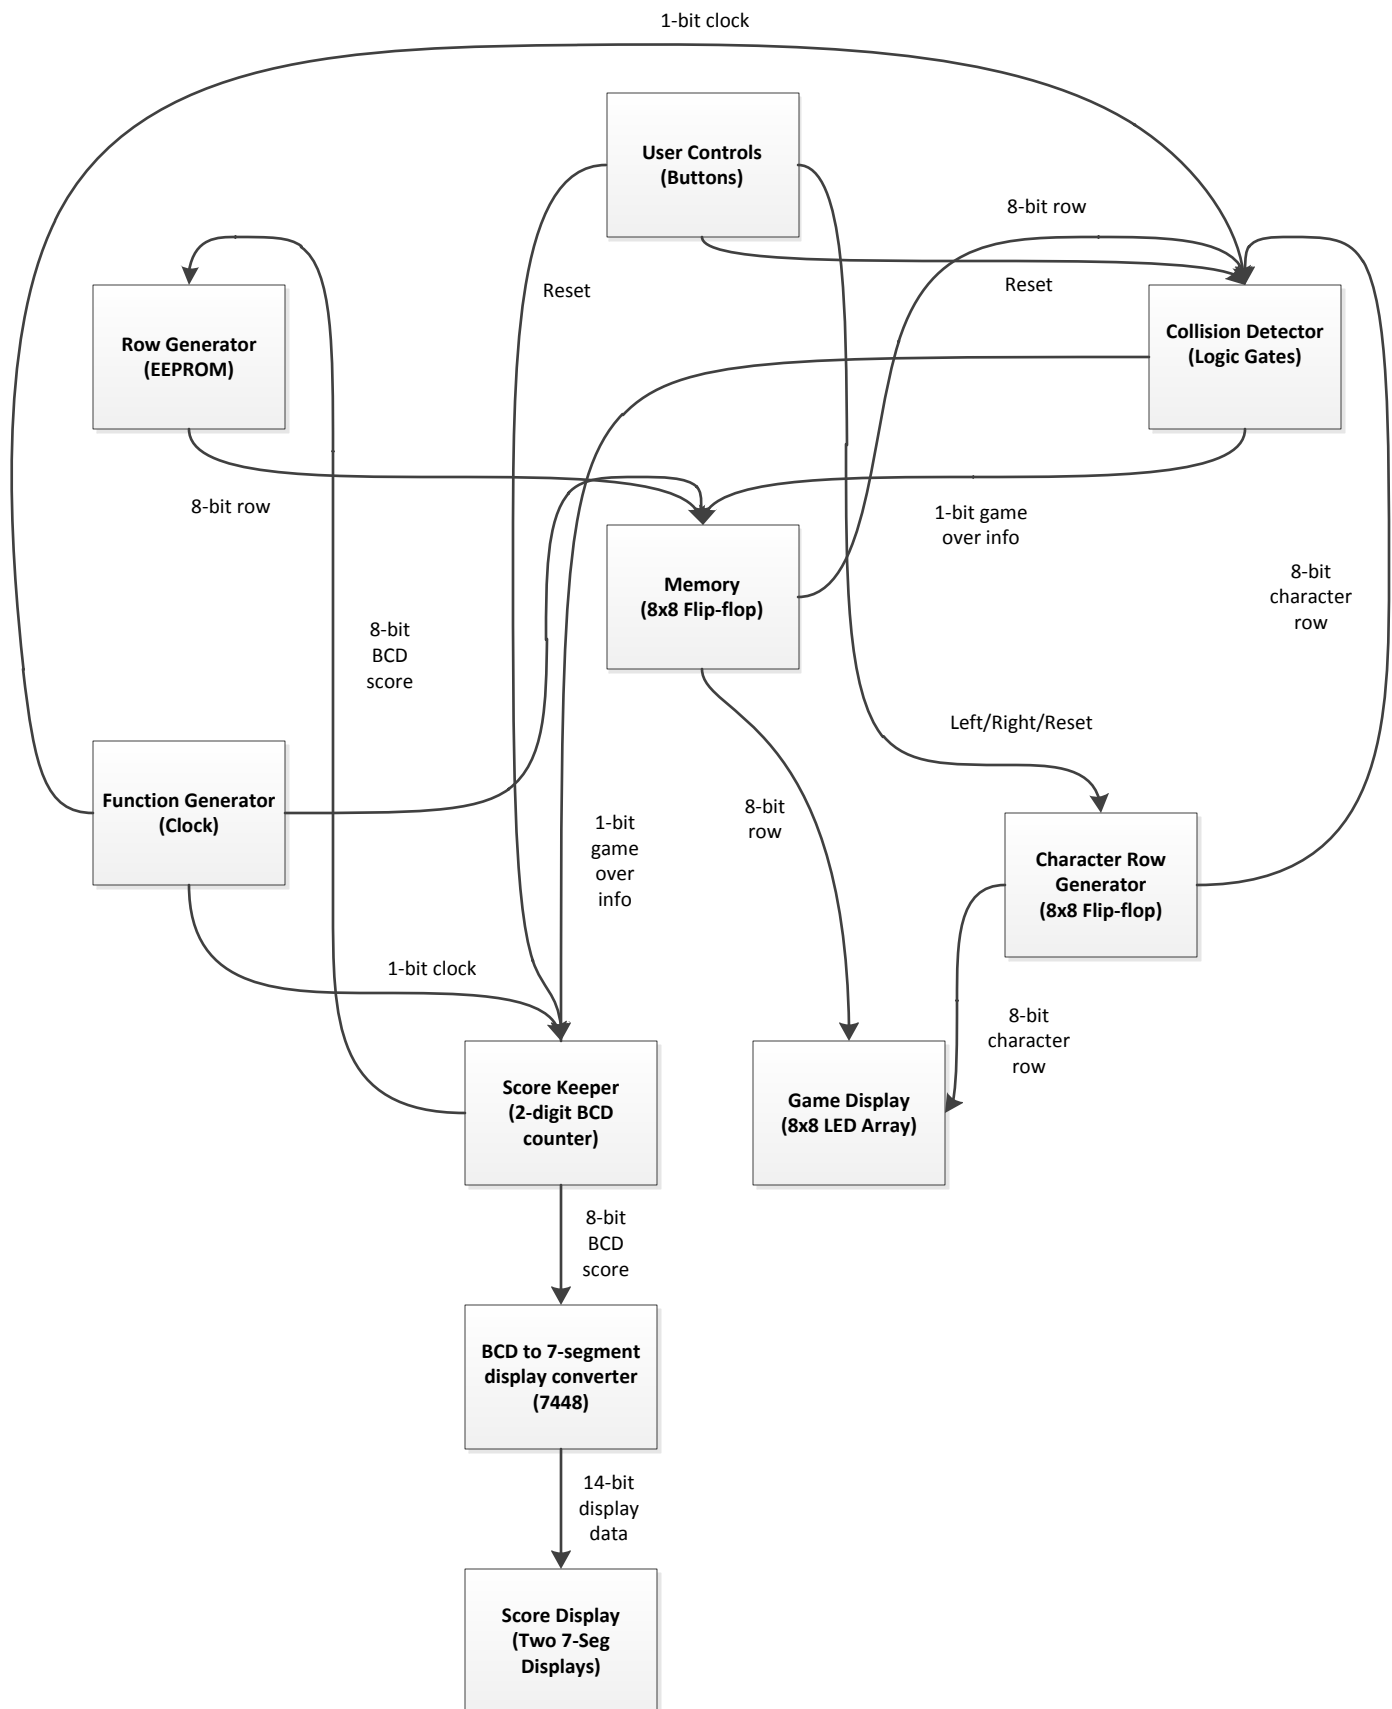 1-bit clock
User Controls
(Buttons)
8-bit row
Reset
Reset
Row Generator
(EEPROM)
Collision Detector
(Logic Gates)
8-bit row
1-bit game
over info
Memory
(8x8 Flip-flop)
8-bit
character
row
8-bit
BCD
score
Left/Right/Reset
Function Generator
(Clock)
1-bit
game
over
info
8-bit
row
Character Row
Generator
(8x8 Flip-flop)
1-bit clock
8-bit
character
row
Score Keeper
(2-digit BCD
counter)
Game Display
(8x8 LED Array)
8-bit
BCD
score
BCD to 7-segment
display converter
(7448)
14-bit
display
data
Score Display
(Two 7-Seg
Displays)